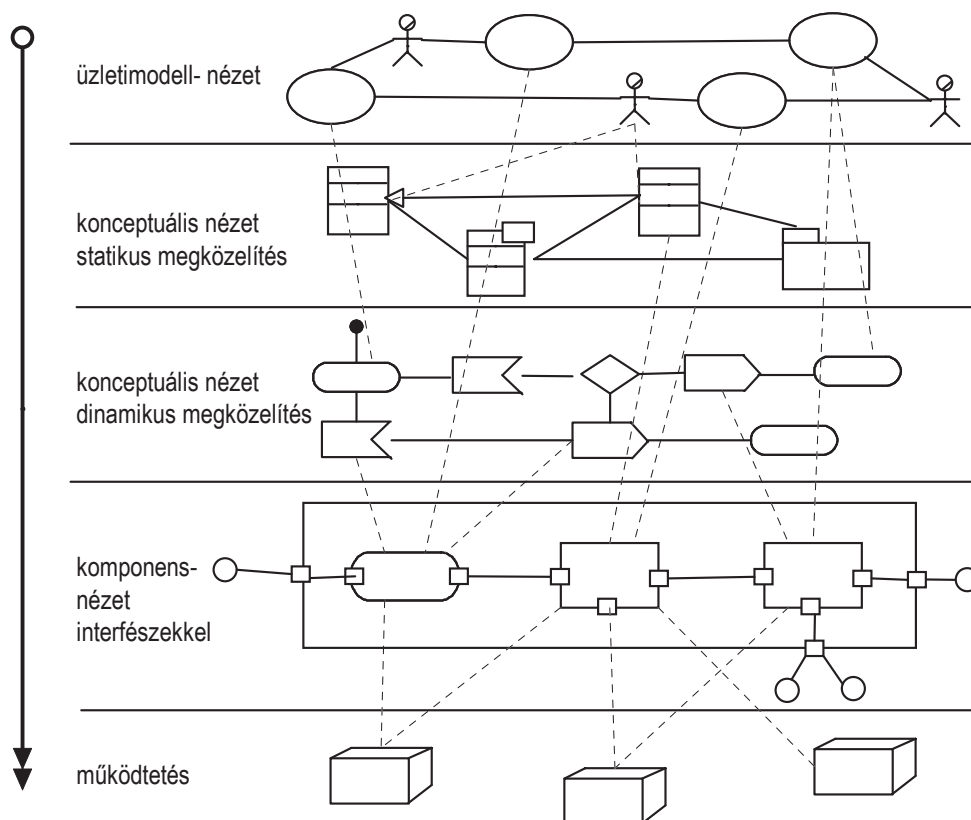 üzletimodell- nézet
konceptuális nézet
statikus megközelítés
konceptuális nézet
dinamikus megközelítés
komponens-
nézet
interfészekkel
működtetés